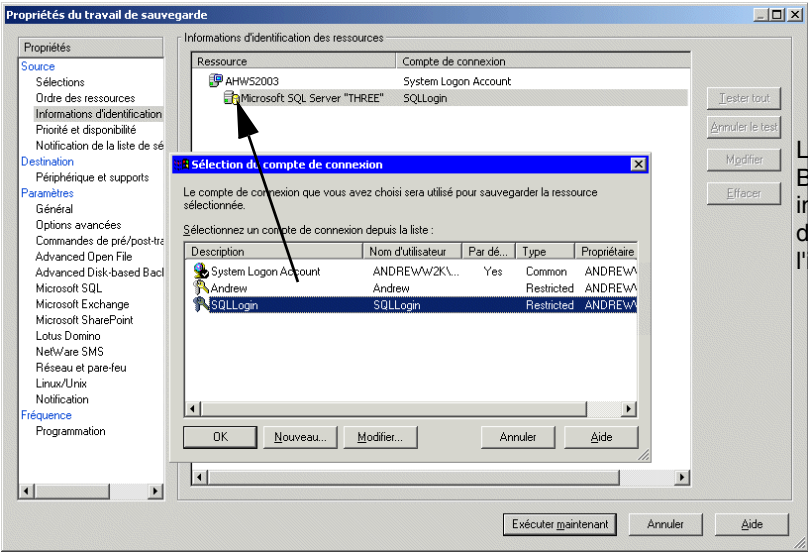 Propriétés du travail de sauvegarde
Propriétés
Source
Sélections
Ordre des ressources
Informations d'identification
Priorité et disponibilité
Notification de la liste de sé
Destination
Périphérique et supports
Paramètres
Général
Options avancées
Commandes de pré/post-tra
Advanced Open File
Advanced Disk-based Bacl
Microsoft SQL
Microsoft Exchange
Microsoft SharePoint
Lotus Domino
NetWare SMS
Réseau et pare-feu
Linux/Unix
Notification
Fréquence
Programmation
Informations d'identification des ressources
Ressource Compte de connexion
AHWS2003 System Logon Account
Microsoft SQL Server "THREE" SQLLogin
Tester tout
Annuler le test
Modifier
Effacer
Sélection du compte de connexion
Le compte de connexion que vous avez choisi sera utilisé pour sauvegarder la ressource
sélectionnée.
Sélectionnez un compte de connexion depuis la liste :
Description Nom d'utilisateur Par dé... Type Propriétaire
System Logon Account ANDREWW2K\... Yes Common ANDREW
Andrew Andrew Restricted ANDREW
SQLLogin SQLLogin Restricted ANDREW
OK Nouveau... Modifier... Annuler Aide
Exécuter maintenant Annuler Aide
L
B
in
d
l'